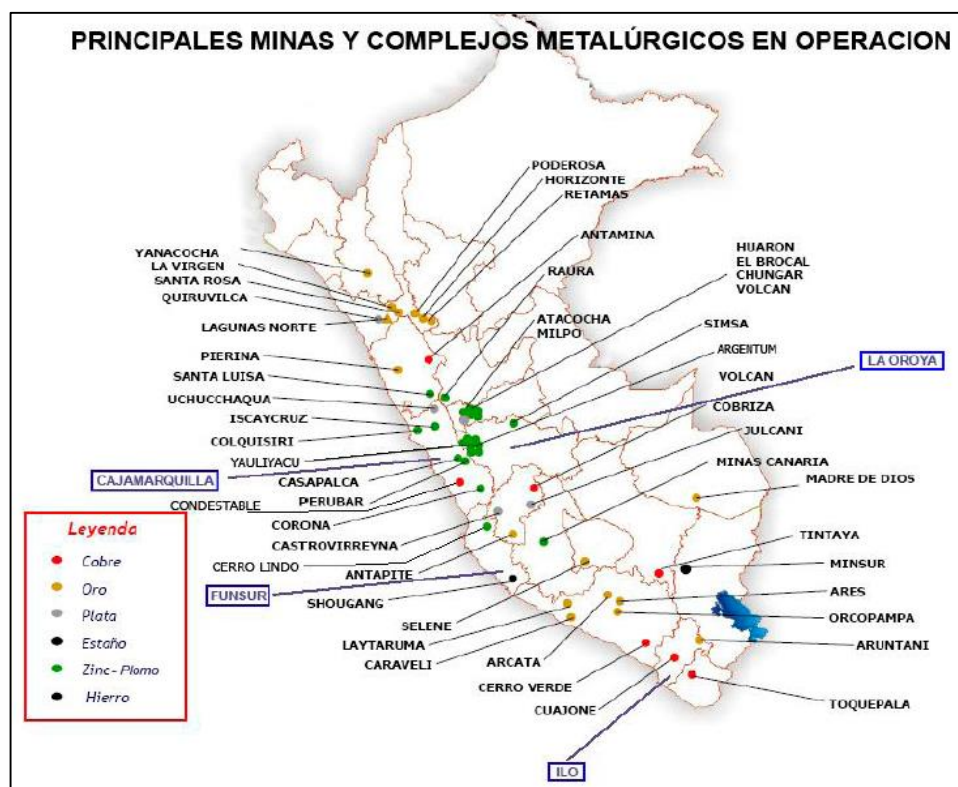 PRINCIPALES MINAS Y COMPLEJOS METALÚRGICOS EN OPERACION
PODEROSA
HORIZONTE
RETAMAS
ANTAMINA
HUARON
EL BROCAL
CHUNGAR
VOLCAN
YANACOCHA
LA VIRGEN
SANTA ROSA
QUIRUVILCA
LAGUNAS NORTE
RAURA
ATACOCHA
MILPO
SIMSA
ARGENTUM
LA OROYA
PIERINA
SANTA LUISA
UCHUCCHAQUA
ISCAYCRUZ
COLQUISIRI
YAULIYACU
VOLCAN
COBRIZA
JULCANI
MINAS CANARIA
MADRE DE DIOS
CAJAMARQUILLA
CASAPALCA
PERUBAR
CONDESTABLE
CORONA
CASTROVIRREYNA
CERRO LINDO
ANTAPITE
FUNSUR
SHOUGANG
SELENE
LAYTARUMA
CARAVELI
ARCATA
CERRO VERDE
CUAJONE
TINTAYA
MINSUR
ARES
ORCOPAMPA
ARUNTANI
TOQUEPALA
ILO
Leyenda
Cobre
Oro
Plata
Estaño
Zinc-Plomo
Hierro